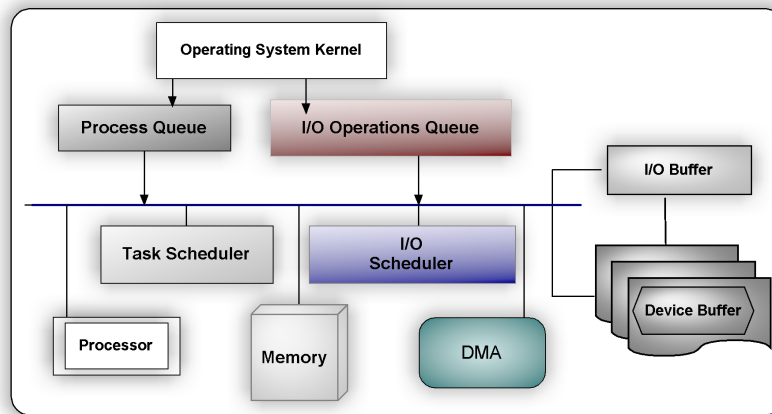 Operating System Kernel
Process Queue
I/O Operations Queue
I/O Buffer
Task Scheduler
I/O
Scheduler
Device Buffer
Processor
Memory
DMA